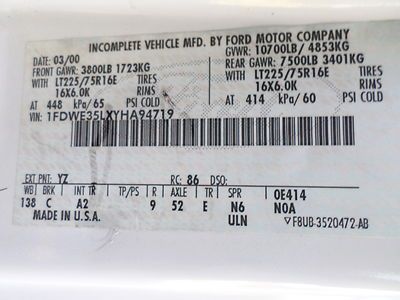 INCOMPLETE VEHICLE MFD. BY FORD MOTOR COMPANY
DATE: 03/00 GVWR: 10700LB/ 4853KG
FRONT GAWR: 3800LB 1723KG REAR GAWR: 7500LB 3401KG
WITH LT225/75R16E TIRES WITH LT225/75R16E TIRES
16X6.0K RIMS 16X6.0K RIMS
AT 448 kPa/65 PSI COLD AT 414 kPa/ 60 PSI COLD
VIN: 1FDWE35LXYHA94719
EXT PNT: YZ RC: 86 DSO:
WB BRK INT TR TP/PS R AXLE TR SPR OE414
138 C A2 9 52 E N6 NOA
MADE IN U.S.A. ULN F8UB-3520472-AB